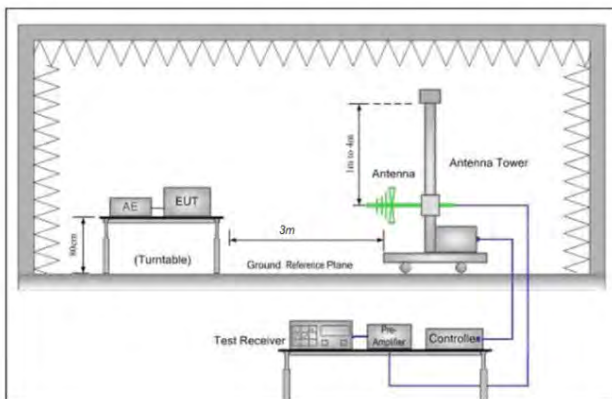 1m to 4m
Antenna
Antenna Tower
AE
EUT
80cm
3m
(Turntable)
Ground Reference Plane
Test Receiver
Pre-
Amplifier
Controller